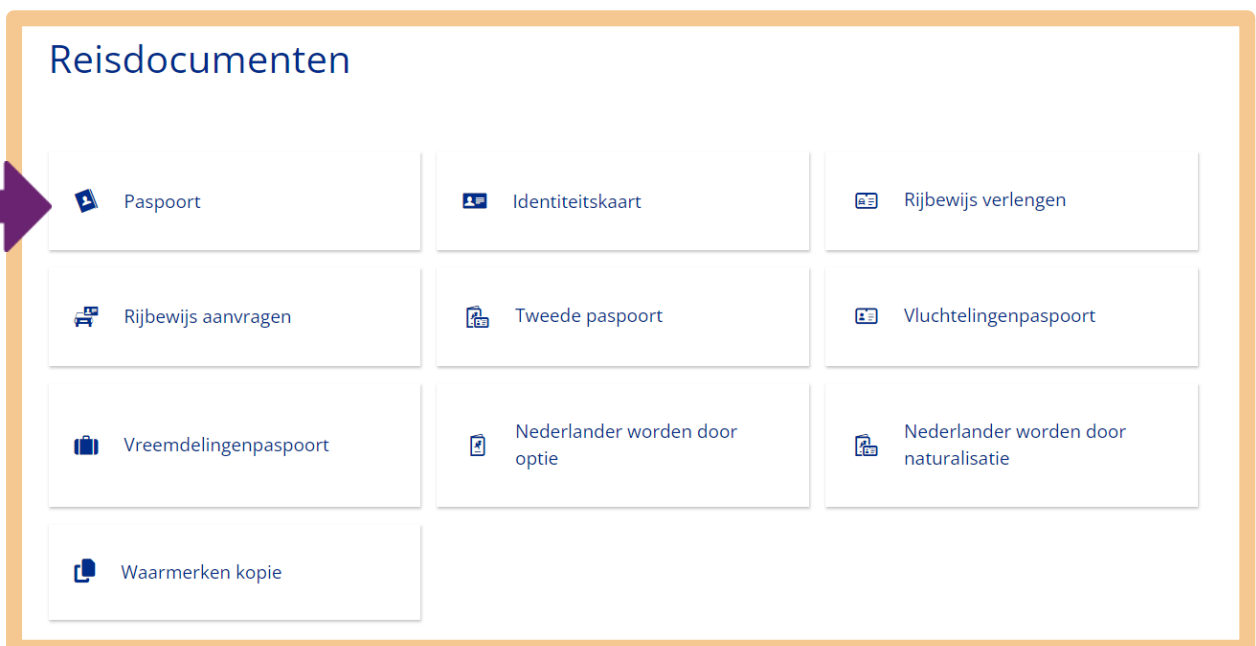 Reisdocumenten
Paspoort
Identiteitskaart
Rijbewijs verlengen
Rijbewijs aanvragen
Tweede paspoort
Vluchtelingenpaspoort
Vreemdelingenpaspoort
Nederlander worden door
optie
Nederlander worden door
naturalisatie
Waarmerken kopie